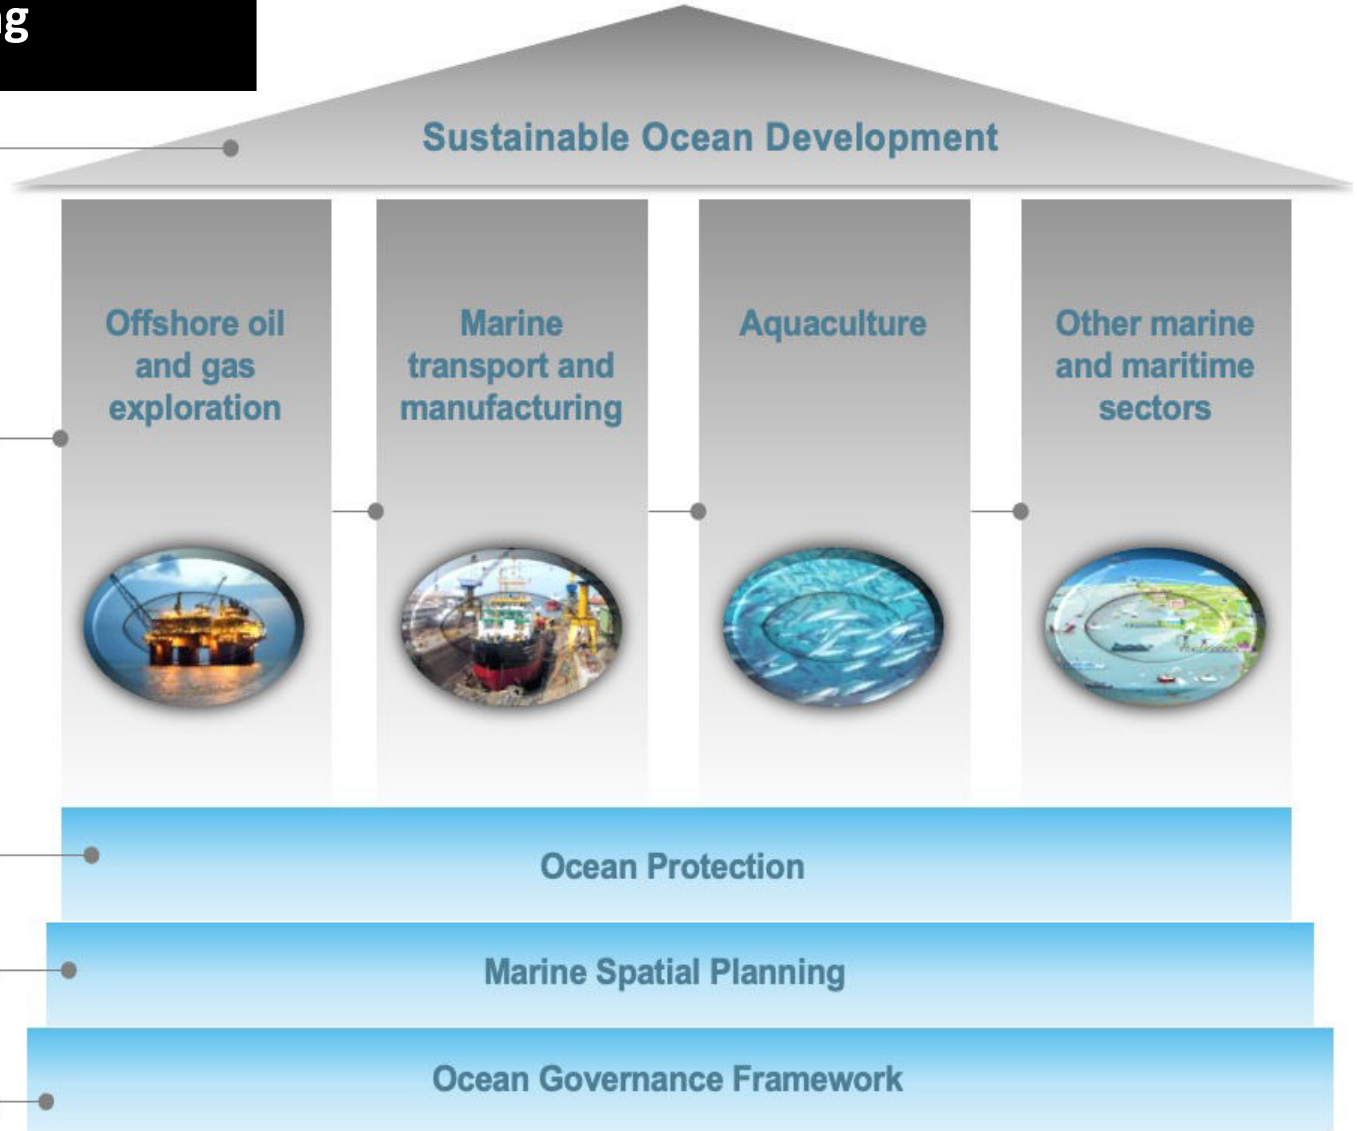 Sustainable Ocean Development
Offshore oil
and gas
exploration
Marine
transport and
manufacturing
Aquaculture
Other marine
and maritime
sectors
Ocean Protection
Marine Spatial Planning
Ocean Governance Framework